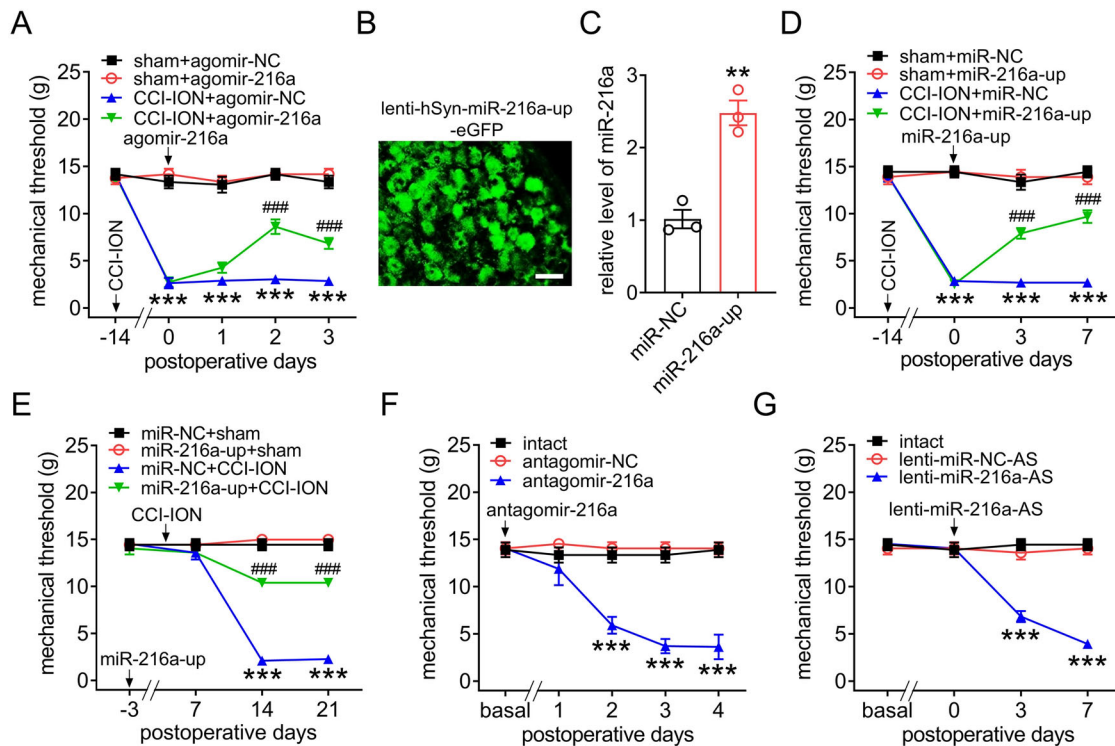 A
sham+agomir-NC
sham+agomir-216a
CCI-ION+agomir-NC
CCI-ION+agomir-216a
agomir-216a
mechanical threshold (g)
25
20
15
10
5
0
CCI-ION
###
###
***
***
***
***
-14
0
1
2
3
postoperative days
B
lenti-hSyn-miR-216a-up
-eGFP
C
relative level of miR-216a
3
2
1
0
**
miR-NC
miR-216a-up
D
sham+miR-NC
sham+miR-216a-up
CCI-ION+miR-NC
CCI-ION+miR-216a-up
miR-216a-up
mechanical threshold (g)
25
20
15
10
5
0
CCI-ION
###
###
***
***
***
-14
0
3
7
postoperative days
E
miR-NC+sham
miR-216a-up+sham
miR-NC+CCI-ION
miR-216a-up+CCI-ION
CCI-ION
mechanical threshold (g)
25
20
15
10
5
0
miR-216a-up
###
###
***
***
-3
7
14
21
postoperative days
F
intact
antagomir-NC
antagomir-216a
antagomir-216a
mechanical threshold (g)
25
20
15
10
5
0
***
***
***
basal
1
2
3
4
postoperative days
G
intact
lenti-miR-NC-AS
lenti-miR-216a-AS
lenti-miR-216a-AS
mechanical threshold (g)
25
20
15
10
5
0
***
***
basal
0
3
7
postoperative days